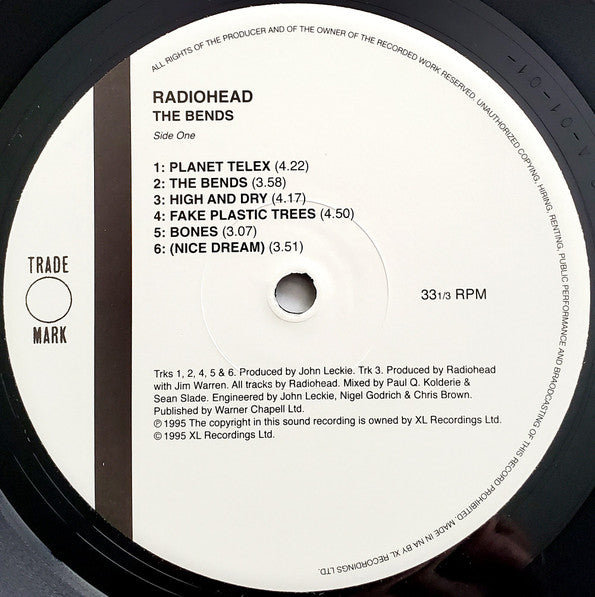 ALL RIGHTS OF THE PRODUCER AND OF THE OWNER OF THE RECORDED WORK RESERVED. UNAUTHORIZED COPYING, HIRING, RENTING, PUBLIC PERFORMANCE AND BRAODCASTING OF THIS RECORD PROHIBITED. MADE IN NA BY XL RECORDINGS LTD.
RADIOHEAD
THE BENDS
Side One
1: PLANET TELEX (4.22)
2: THE BENDS (3.58)
3: HIGH AND DRY (4.17)
4: FAKE PLASTIC TREES (4.50)
5: BONES (3.07)
6: (NICE DREAM) (3.51)
TRADE
MARK
33 1/3 RPM
Trks 1, 2, 4, 5 & 6. Produced by John Leckie. Trk 3. Produced by Radiohead
with Jim Warren. All tracks by Radiohead. Mixed by Paul Q. Kolderie &
Sean Slade. Engineered by John Leckie, Nigel Godrich & Chris Brown.
Published by Warner Chapell Ltd.
℗ 1995 The copyright in this sound recording is owned by XL Recordings Ltd.
© 1995 XL Recordings Ltd.